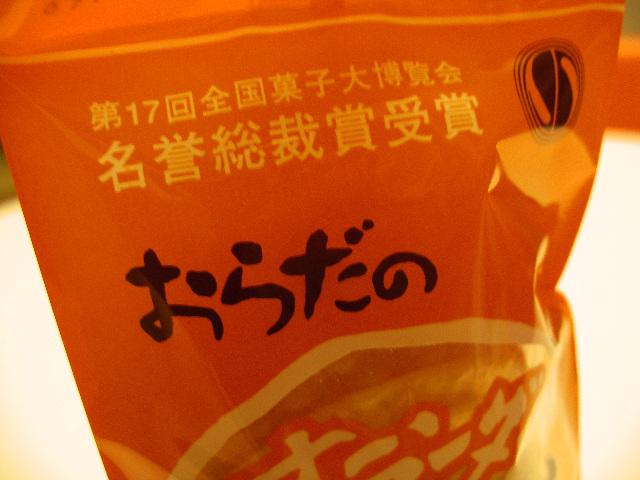 第17回全国菓子大博覧会
名誉総裁賞受賞
おらだの